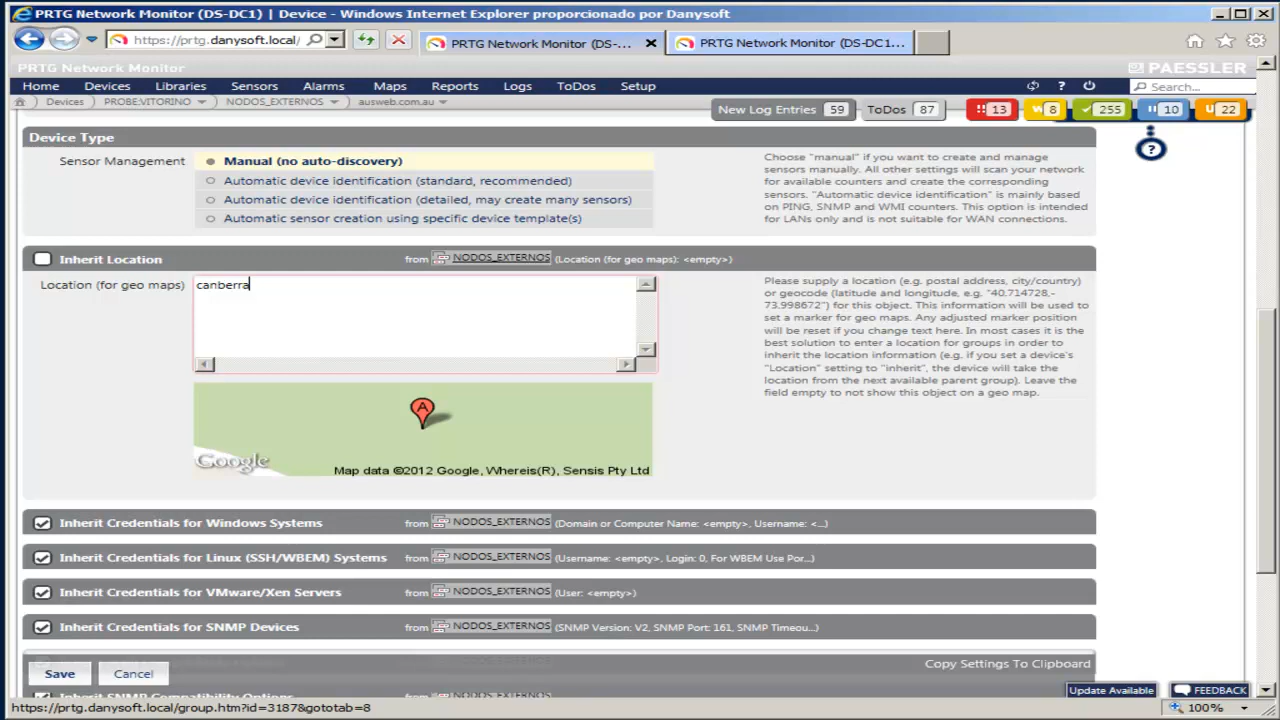 PRTG Network Monitor (DS-DC1) | Device - Windows Internet Explorer proporcionado por Danysoft
https://prtg.danysoft.local/
PRTG Network Monitor (DS-...
PRTG Network Monitor (DS-DC1...
PRTG Network Monitor
PAESSLER
Home Devices Libraries Sensors Alarms Maps Reports Logs ToDos Setup
Search...
Devices PROBE:VITORINO NODOS_EXTERNOS ausweb.com.au
New Log Entries 59 ToDos 87 !! 13 W 8 255 10 U 22
?
Device Type
Sensor Management
Manual (no auto-discovery)
Automatic device identification (standard, recommended)
Automatic device identification (detailed, may create many sensors)
Automatic sensor creation using specific device template(s)
Choose "manual" if you want to create and manage
sensors manually. All other settings will scan your network
for available counters and create the corresponding
sensors. "Automatic device identification" is mainly based
on PING, SNMP and WMI counters. This option is intended
for LANs only and is not suitable for WAN connections.
Inherit Location from NODOS_EXTERNOS (Location (for geo maps): <empty>)
Location (for geo maps)
canberra
Please supply a location (e.g. postal address, city/country)
or geocode (latitude and longitude, e.g. "40.714728,-
73.998672") for this object. This information will be used to
set a marker for geo maps. Any adjusted marker position
will be reset if you change text here. In most cases it is the
best solution to enter a location for groups in order to
inherit the location information (e.g. if you set a device's
"Location" setting to "inherit", the device will take the
location from the next available parent group). Leave the
field empty to not show this object on a geo map.
A
Google
Map data ©2012 Google, Whereis(R), Sensis Pty Ltd
Inherit Credentials for Windows Systems from NODOS_EXTERNOS (Domain or Computer Name: <empty>, Username: <...)
Inherit Credentials for Linux (SSH/WBEM) Systems from NODOS_EXTERNOS (Username: <empty>, Login: 0, For WBEM Use Por...)
Inherit Credentials for VMware/Xen Servers from NODOS_EXTERNOS (User: <empty>)
Inherit Credentials for SNMP Devices from NODOS_EXTERNOS (SNMP Version: V2, SNMP Port: 161, SNMP Timeou...)
Save Cancel
Copy Settings To Clipboard
Inherit SNMP Compatibility Options
Update Available FEEDBACK
https://prtg.danysoft.local/group.htm?id=3187&gototab=8
100%